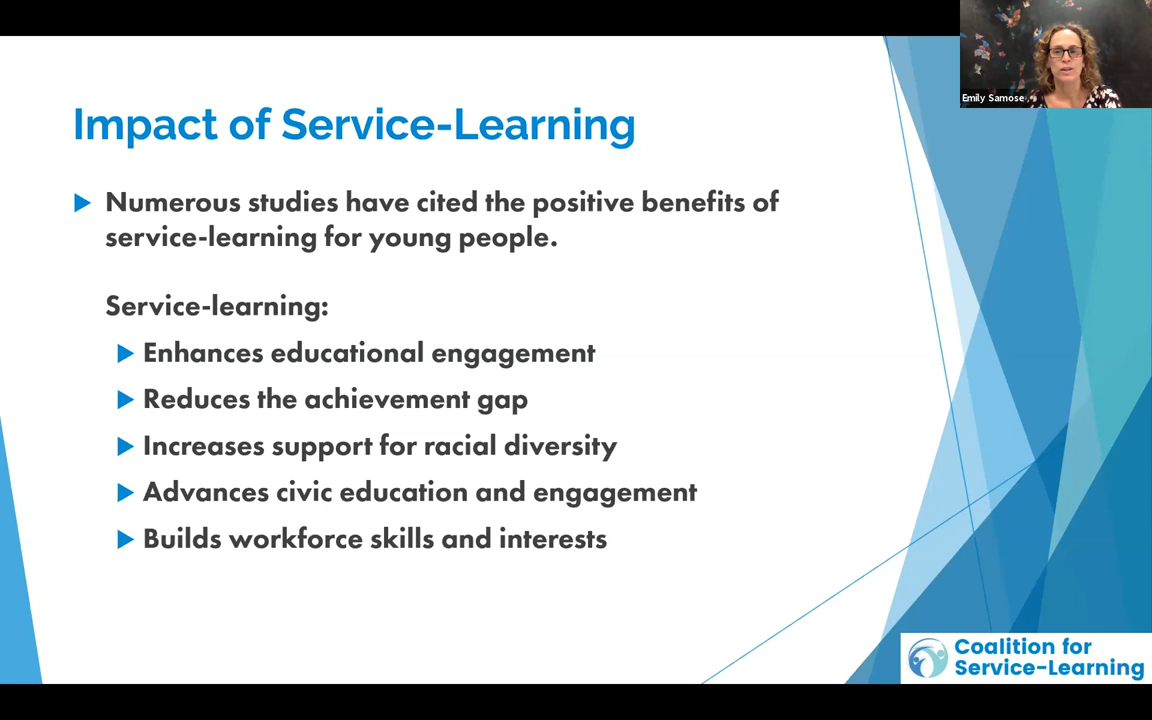 Emily Samose
Impact of Service-Learning
Numerous studies have cited the positive benefits of
service-learning for young people.
Service-learning:
Enhances educational engagement
Reduces the achievement gap
Increases support for racial diversity
Advances civic education and engagement
Builds workforce skills and interests
Coalition for
Service-Learning